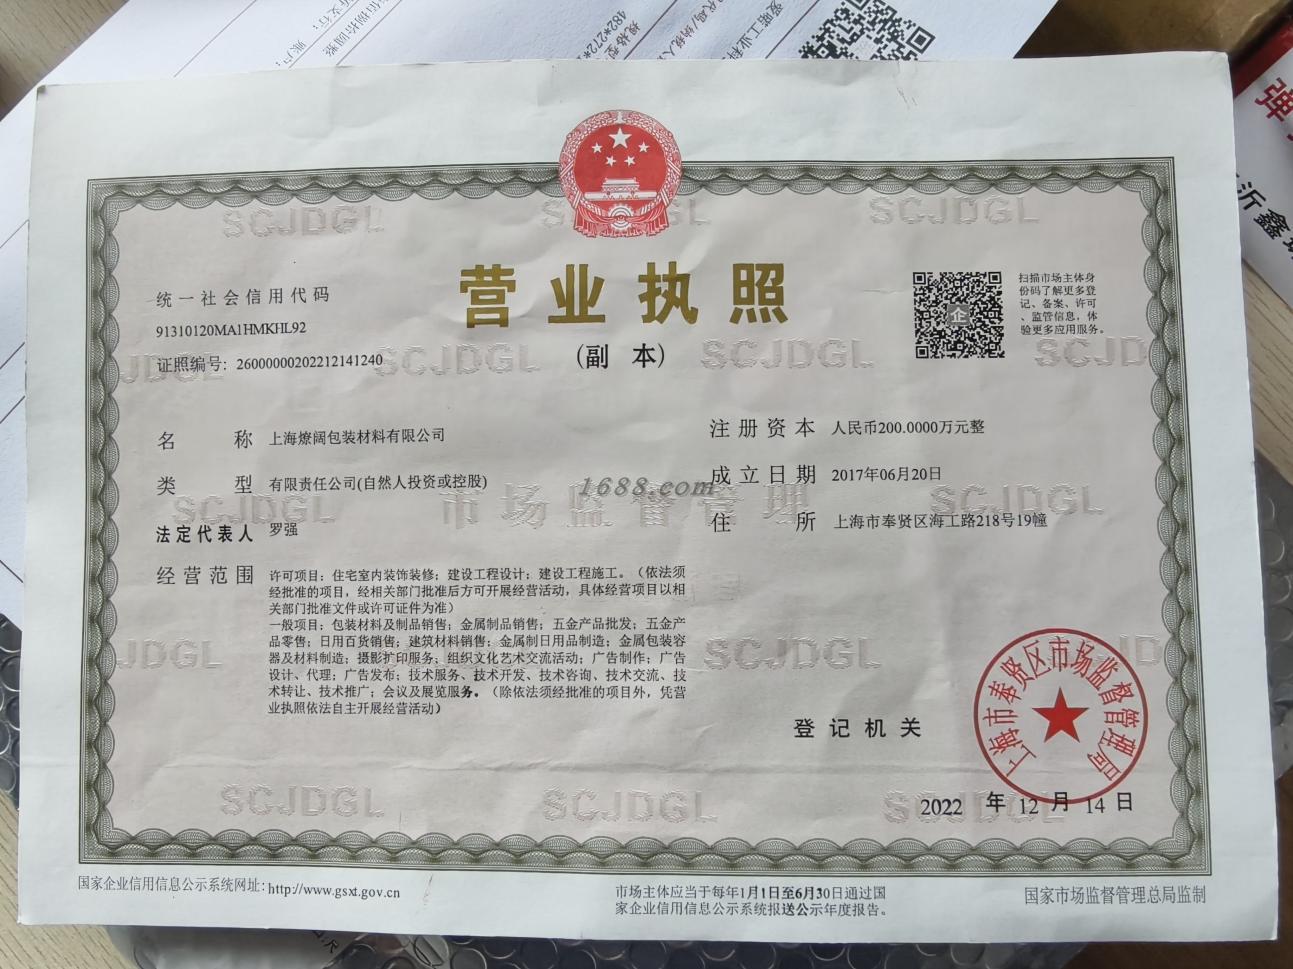 营业执照
(副 本)
统一社会信用代码
91310120MA1HMKHL92
证照编号: 26000000202212141240
扫描市场主体身
份码了解更多登
记、备案、许可
、监管信息,体
验更多应用服务。
名 称 上海燎阔包装材料有限公司
类 型 有限责任公司(自然人投资或控股)
法定代表人 罗强
经营范围 许可项目:住宅室内装饰装修;建设工程设计;建设工程施工。(依法须
经批准的项目,经相关部门批准后方可开展经营活动,具体经营项目以相
关部门批准文件或许可证件为准)
一般项目:包装材料及制品销售;金属制品销售;五金产品批发;五金产
品零售;日用百货销售;建筑材料销售;金属制日用品制造;金属包装容
器及材料制造;摄影扩印服务;组织文化艺术交流活动;广告制作;广告
设计、代理;广告发布;技术服务、技术开发、技术咨询、技术交流、技
术转让、技术推广;会议及展览服务。(除依法须经批准的项目外,凭营
业执照依法自主开展经营活动)
注册资本 人民币200.0000万元整
成立日期 2017年06月20日
住 所 上海市奉贤区海工路218号19幢
1688.com
SCJDGL
市场监督管理
登记机关
上海市奉贤区市场监督管理局
2022 年 12 月 14 日
国家企业信用信息公示系统网址: http://www.gsxt.gov.cn
市场主体应当于每年1月1日至6月30日通过国
家企业信用信息公示系统报送公示年度报告。
国家市场监督管理总局监制